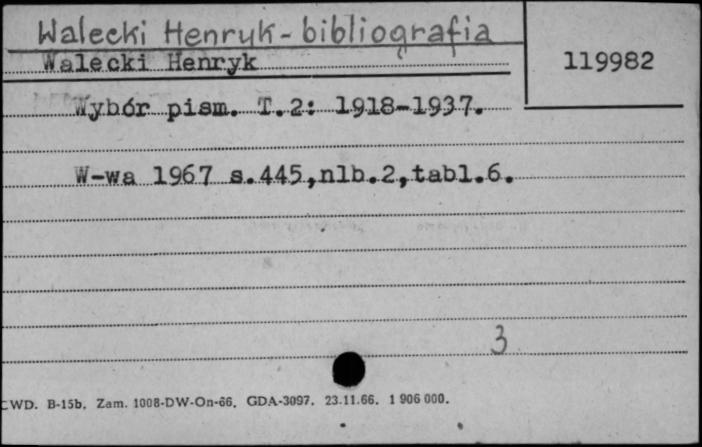 Walecki Henryk - bibliografia
Walecki Henryk
119982
Wybór pism. T.2: 1918-1937.
W-wa 1967 s.445,nlb.2,tabl.6.
3
CWD. B-15b. Zam. 1008-DW-On-66. GDA-3097. 23.11.66. 1 906 000.